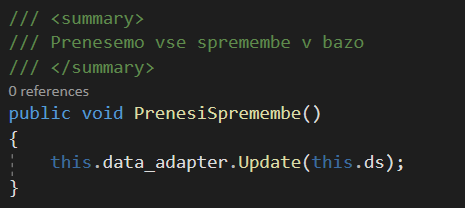 /// <summary>
/// Prenesemo vse spremembe v bazo
/// </summary>
0 references
public void PrenesiSpremembe()
{
    this.data_adapter.Update(this.ds);
}